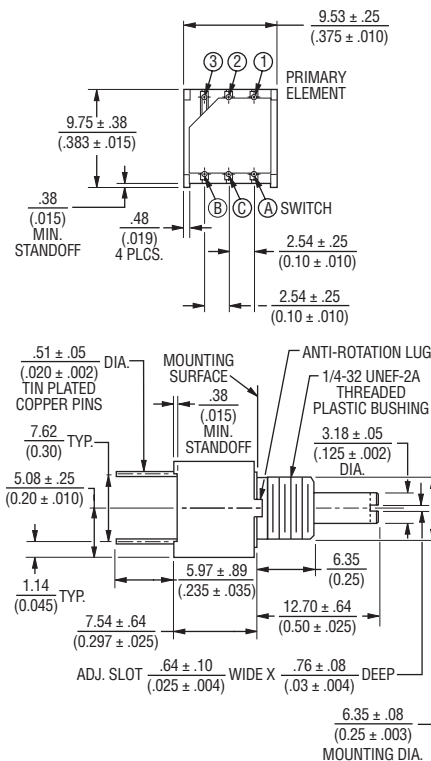 9.53 ± .25
(.375 ± .010)
3
2
1
PRIMARY
ELEMENT
9.75 ± .38
(.383 ± .015)
.38
(.015)
MIN.
STANDOFF
.48
(.019)
4 PLCS.
B
C
A
SWITCH
2.54 ± .25
(0.10 ± .010)
2.54 ± .25
(0.10 ± .010)
.51 ± .05
(.020 ± .002)
DIA.
TIN PLATED
COPPER PINS
MOUNTING
SURFACE
ANTI-ROTATION LUG
1/4-32 UNEF-2A
THREADED
PLASTIC BUSHING
.38
(.015)
MIN.
STANDOFF
3.18 ± .05
(.125 ± .002)
DIA.
7.62
(0.30)
TYP.
5.08 ± .25
(0.20 ± .010)
1.14
(0.045)
TYP.
5.97 ± .89
(.235 ± .035)
6.35
(0.25)
7.54 ± .64
(0.297 ± .025)
12.70 ± .64
(0.50 ± .025)
ADJ. SLOT .64 ± .10 WIDE X .76 ± .08 DEEP
(.025 ± .004) (.03 ± .004)
6.35 ± .08
(0.25 ± .003)
MOUNTING DIA.